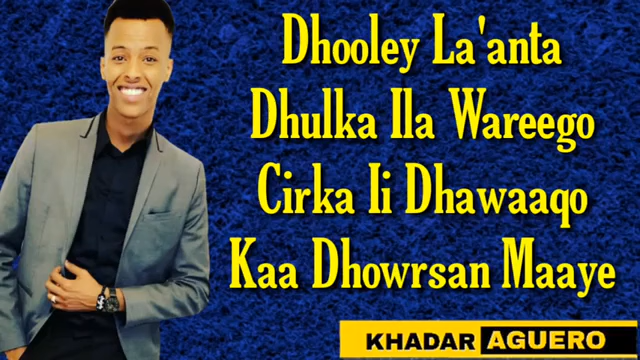 Dhooley La'anta
Dhulka Ila Wareego
Cirka Ii Dhawaaqo
Kaa Dhowrsan Maaye
KHADAR AGUERO